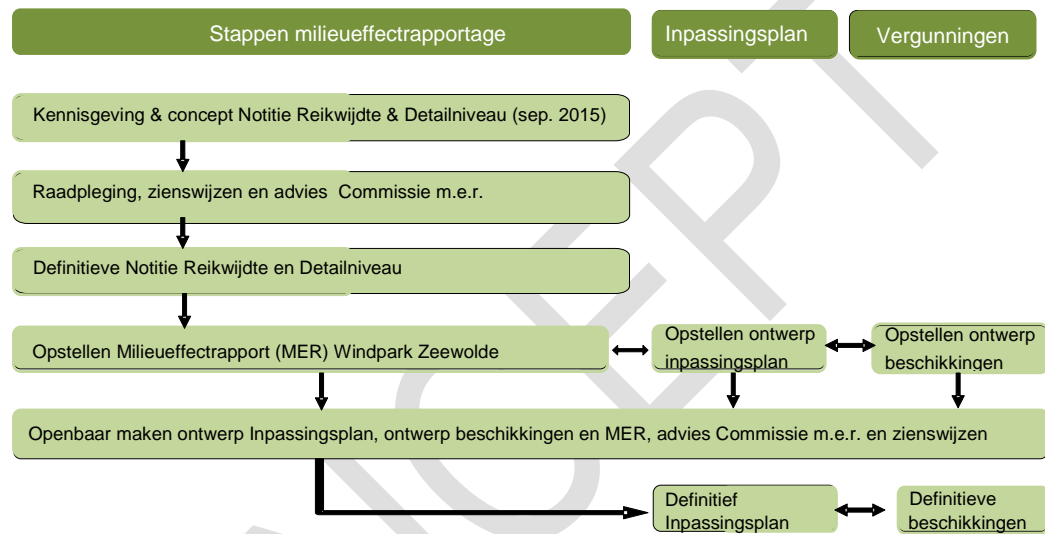 Stappen milieueffectrapportage
Inpassingsplan
Vergunningen
Kennisgeving & concept Notitie Reikwijdte & Detailniveau (sep. 2015)
Raadpleging, zienswijzen en advies Commissie m.e.r.
Definitieve Notitie Reikwijdte en Detailniveau
Opstellen Milieueffectrapport (MER) Windpark Zeewolde
Opstellen ontwerp
inpassingsplan
Opstellen ontwerp
beschikkingen
Openbaar maken ontwerp Inpassingsplan, ontwerp beschikkingen en MER, advies Commissie m.e.r. en zienswijzen
Definitief
Inpassingsplan
Definitieve
beschikkingen